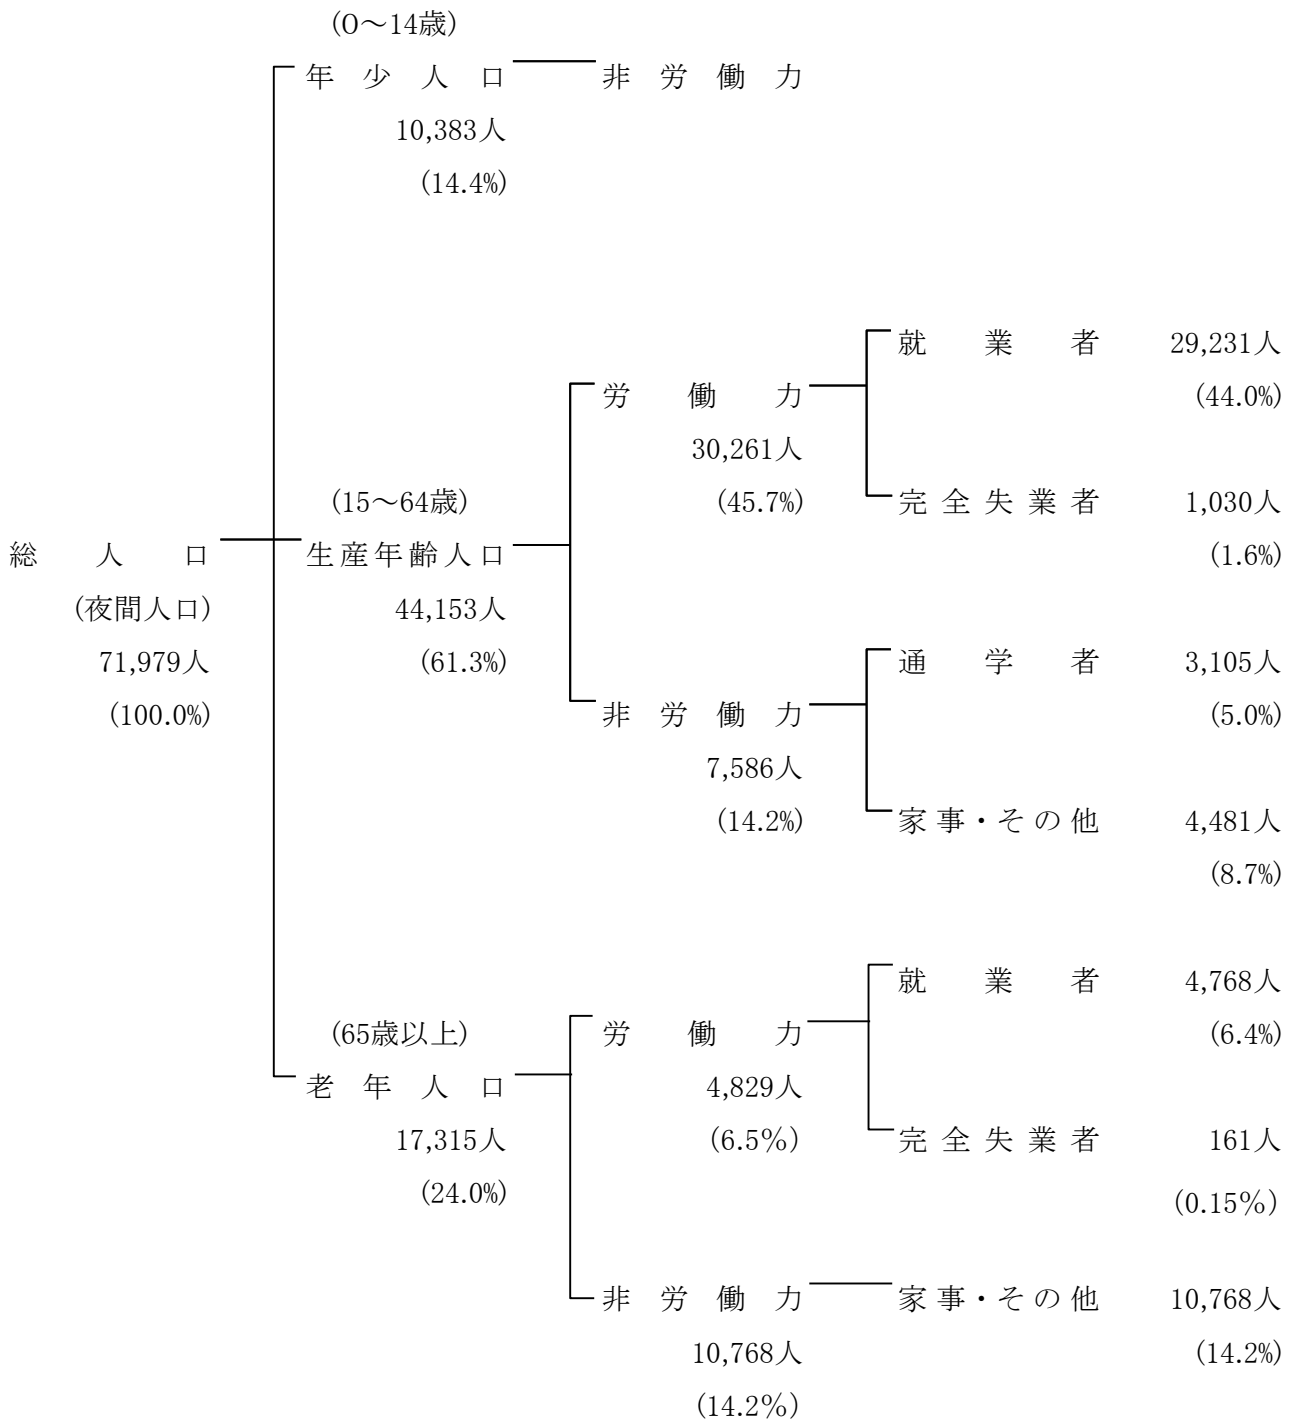 (0～14歳)
年少人口 非労働力
10,383人
(14.4%)
就業者 29,231人
労働力 (44.0%)
30,261人
(15～64歳) (45.7%) 完全失業者 1,030人
総人口 生産年齢人口 (1.6%)
(夜間人口) 44,153人
71,979人 (61.3%) 通学者 3,105人
(100.0%) 非労働力 (5.0%)
7,586人
(14.2%) 家事・その他 4,481人
(8.7%)
就業者 4,768人
(65歳以上) 労働力 (6.4%)
老年人口 4,829人
17,315人 (6.5％) 完全失業者 161人
(24.0%) (0.15％)
非労働力 家事・その他 10,768人
10,768人 (14.2%)
(14.2％)